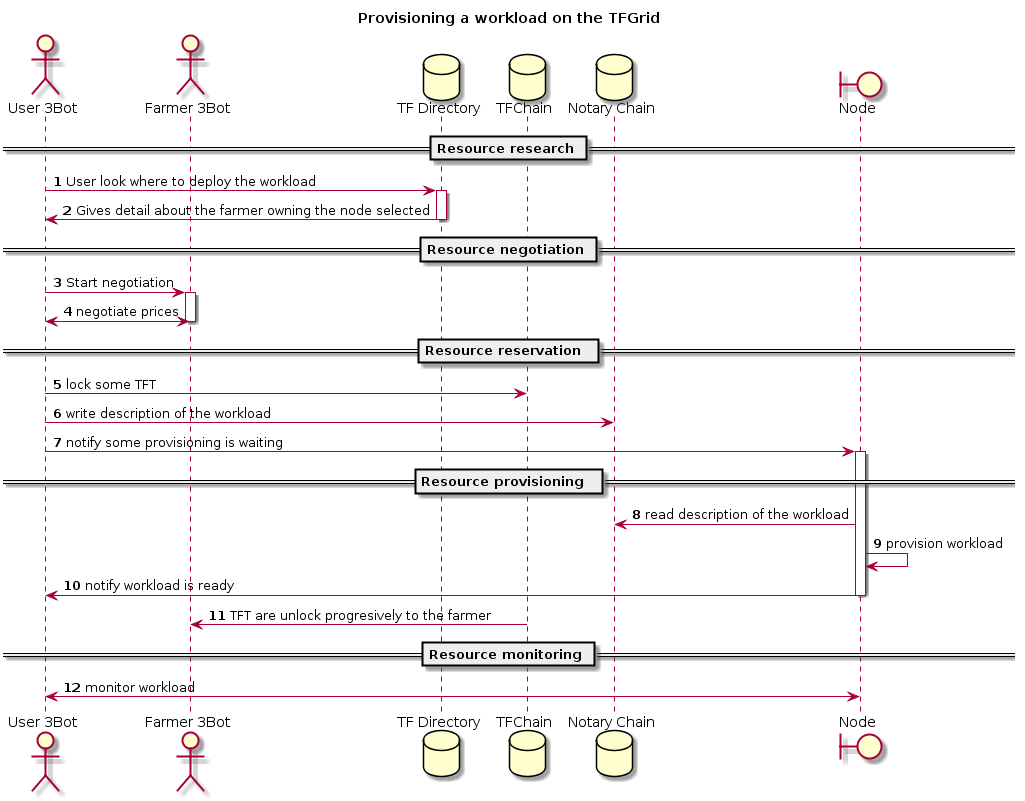 Provisioning a workload on the TFGrid
User 3Bot Farmer 3Bot TF Directory TFChain Notary Chain Node
Resource research
1 User look where to deploy the workload
2 Gives detail about the farmer owning the node selected
Resource negotiation
3 Start negotiation
4 negotiate prices
Resource reservation
5 lock some TFT
6 write description of the workload
7 notify some provisioning is waiting
Resource provisioning
8 read description of the workload
9 provision workload
10 notify workload is ready
11 TFT are unlock progresively to the farmer
Resource monitoring
12 monitor workload
User 3Bot Farmer 3Bot TF Directory TFChain Notary Chain Node